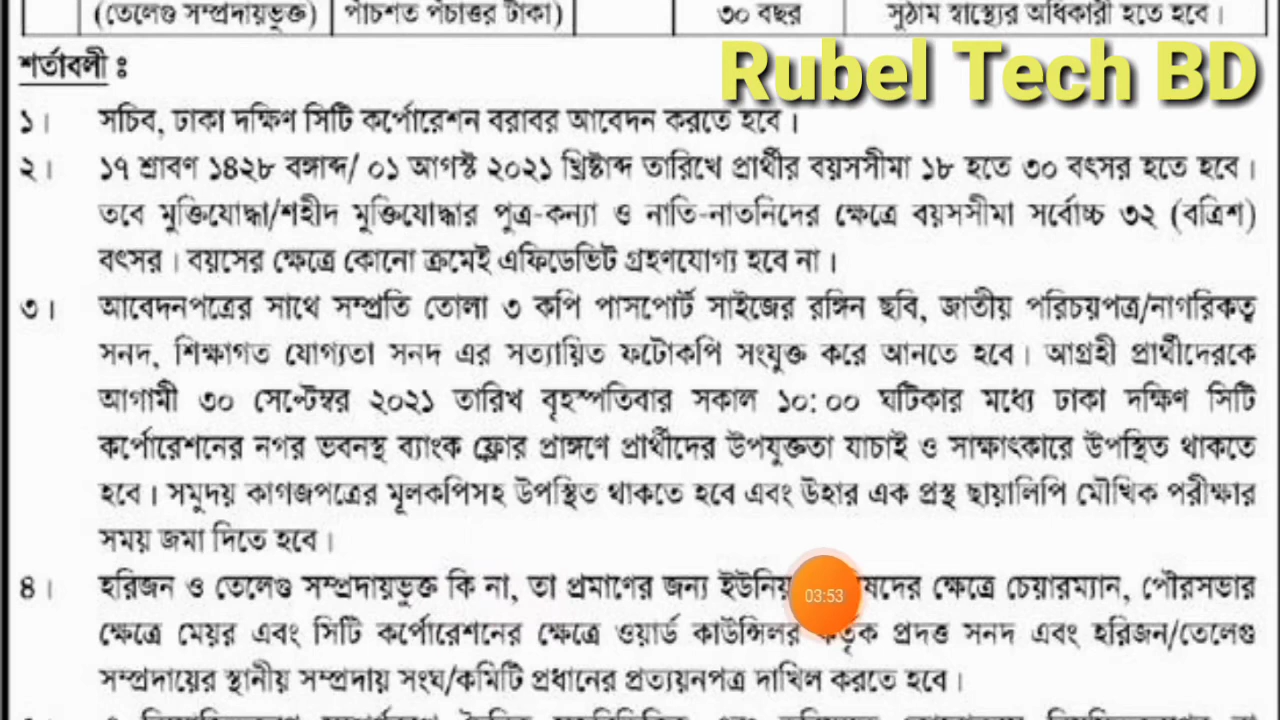 (তেলেগু সম্প্রদায়ভুক্ত) পাঁচশত পঁচাত্তর টাকা) ৩০ বছর সুঠাম স্বাস্থ্যের অধিকারী হতে হবে।
Rubel Tech BD
শর্তাবলী ঃ
১। সচিব, ঢাকা দক্ষিণ সিটি কর্পোরেশন বরাবর আবেদন করতে হবে।
২। ১৭ শ্রাবণ ১৪২৮ বঙ্গাব্দ/ ০১ আগস্ট ২০২১ খ্রিষ্টাব্দ তারিখে প্রার্থীর বয়সসীমা ১৮ হতে ৩০ বৎসর হতে হবে।
তবে মুক্তিযোদ্ধা/শহীদ মুক্তিযোদ্ধার পুত্র-কন্যা ও নাতি-নাতনিদের ক্ষেত্রে বয়সসীমা সর্বোচ্চ ৩২ (বত্রিশ)
বৎসর। বয়সের ক্ষেত্রে কোনো ক্রমেই এফিডেভিট গ্রহণযোগ্য হবে না।
৩। আবেদনপত্রের সাথে সম্প্রতি তোলা ৩ কপি পাসপোর্ট সাইজের রঙ্গিন ছবি, জাতীয় পরিচয়পত্র/নাগরিকত্ব
সনদ, শিক্ষাগত যোগ্যতা সনদ এর সত্যায়িত ফটোকপি সংযুক্ত করে আনতে হবে। আগ্রহী প্রার্থীদেরকে
আগামী ৩০ সেপ্টেম্বর ২০২১ তারিখ বৃহস্পতিবার সকাল ১০:০০ ঘটিকার মধ্যে ঢাকা দক্ষিণ সিটি
কর্পোরেশনের নগর ভবনস্থ ব্যাংক ফ্লোর প্রাঙ্গণে প্রার্থীদের উপযুক্ততা যাচাই ও সাক্ষাৎকারে উপস্থিত থাকতে
হবে। সমুদয় কাগজপত্রের মূলকপিসহ উপস্থিত থাকতে হবে এবং উহার এক প্রস্থ ছায়ালিপি মৌখিক পরীক্ষার
সময় জমা দিতে হবে।
৪। হরিজন ও তেলেগু সম্প্রদায়ভুক্ত কি না, তা প্রমাণের জন্য 03:53 ক্ষেত্রে চেয়ারম্যান, পৌরসভার
ক্ষেত্রে মেয়র এবং সিটি কর্পোরেশনের ক্ষেত্রে ওয়ার্ড কাউন্সিলর কর্তৃক প্রদত্ত সনদ এবং হরিজন/তেলেগু
সম্প্রদায়ের স্থানীয় সম্প্রদায় সংঘ/কমিটি প্রধানের প্রত্যয়নপত্র দাখিল করতে হবে।